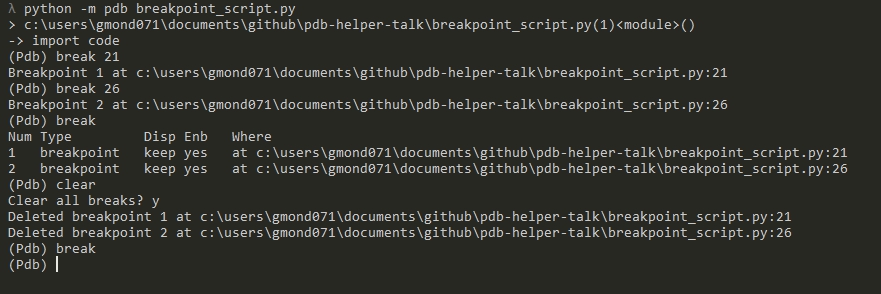 λ python -m pdb breakpoint_script.py
> c:\users\gmond071\documents\github\pdb-helper-talk\breakpoint_script.py(1)<module>()
-> import code
(Pdb) break 21
Breakpoint 1 at c:\users\gmond071\documents\github\pdb-helper-talk\breakpoint_script.py:21
(Pdb) break 26
Breakpoint 2 at c:\users\gmond071\documents\github\pdb-helper-talk\breakpoint_script.py:26
(Pdb) break
Num Type         Disp Enb   Where
1   breakpoint   keep yes   at c:\users\gmond071\documents\github\pdb-helper-talk\breakpoint_script.py:21
2   breakpoint   keep yes   at c:\users\gmond071\documents\github\pdb-helper-talk\breakpoint_script.py:26
(Pdb) clear
Clear all breaks? y
Deleted breakpoint 1 at c:\users\gmond071\documents\github\pdb-helper-talk\breakpoint_script.py:21
Deleted breakpoint 2 at c:\users\gmond071\documents\github\pdb-helper-talk\breakpoint_script.py:26
(Pdb) break
(Pdb)